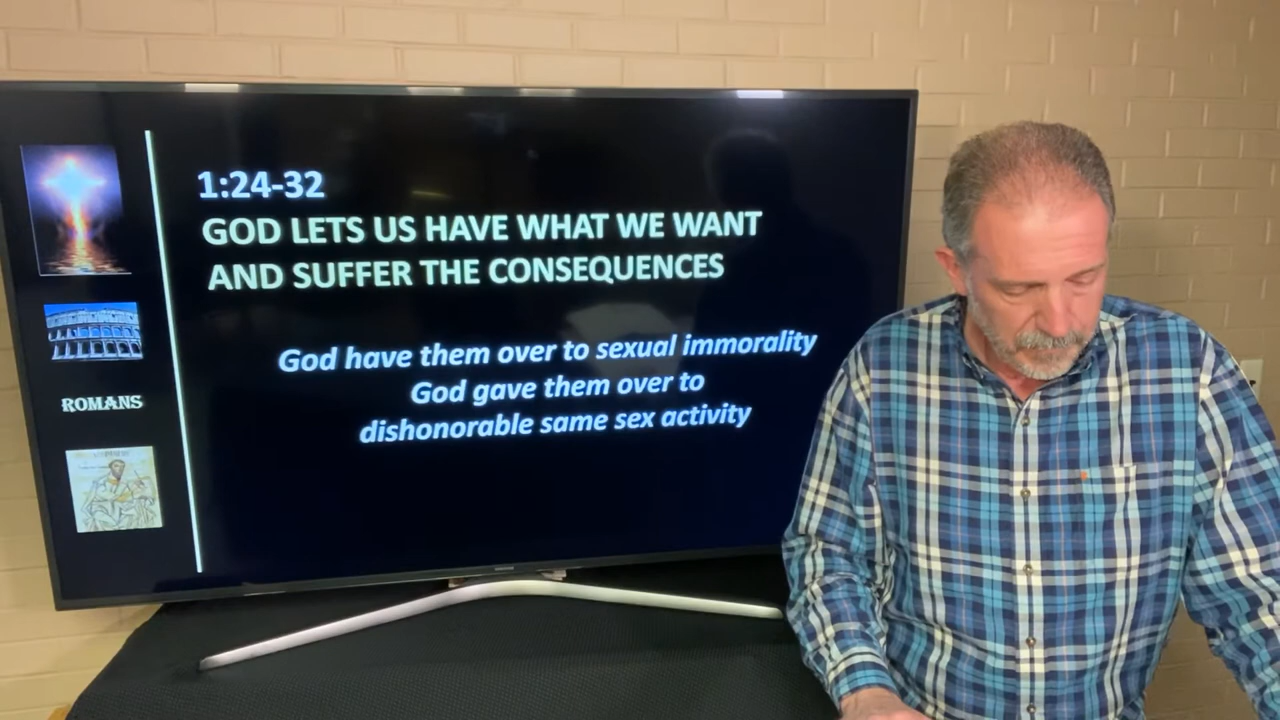 1:24-32
GOD LETS US HAVE WHAT WE WANT
AND SUFFER THE CONSEQUENCES
God have them over to sexual immorality
God gave them over to
dishonorable same sex activity
ROMANS